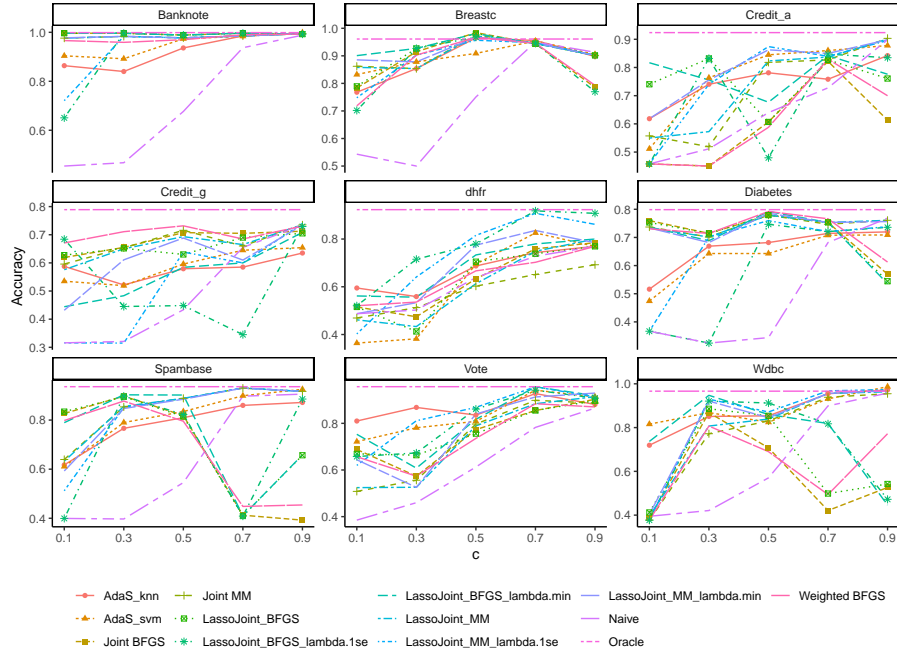 Banknote
Breastc
Credit_a
1.0
0.8
0.6
1.0
0.9
0.8
0.7
0.6
0.5
0.9
0.8
0.7
0.6
0.5
0.4
Credit_g
dhfr
Diabetes
0.8
0.7
0.6
0.5
0.4
0.3
0.8
0.6
0.4
0.8
0.7
0.6
0.5
0.4
Accuracy
Spambase
Vote
Wdbc
0.8
0.6
0.4
1.0
0.8
0.6
0.4
1.0
0.8
0.6
0.4
0.1 0.3 0.5 0.7 0.9
0.1 0.3 0.5 0.7 0.9
0.1 0.3 0.5 0.7 0.9
c
AdaS_knn Joint MM LassoJoint_BFGS_lambda.min LassoJoint_MM_lambda.min Weighted BFGS
AdaS_svm LassoJoint_BFGS LassoJoint_MM Naive
Joint BFGS LassoJoint_BFGS_lambda.1se LassoJoint_MM_lambda.1se Oracle